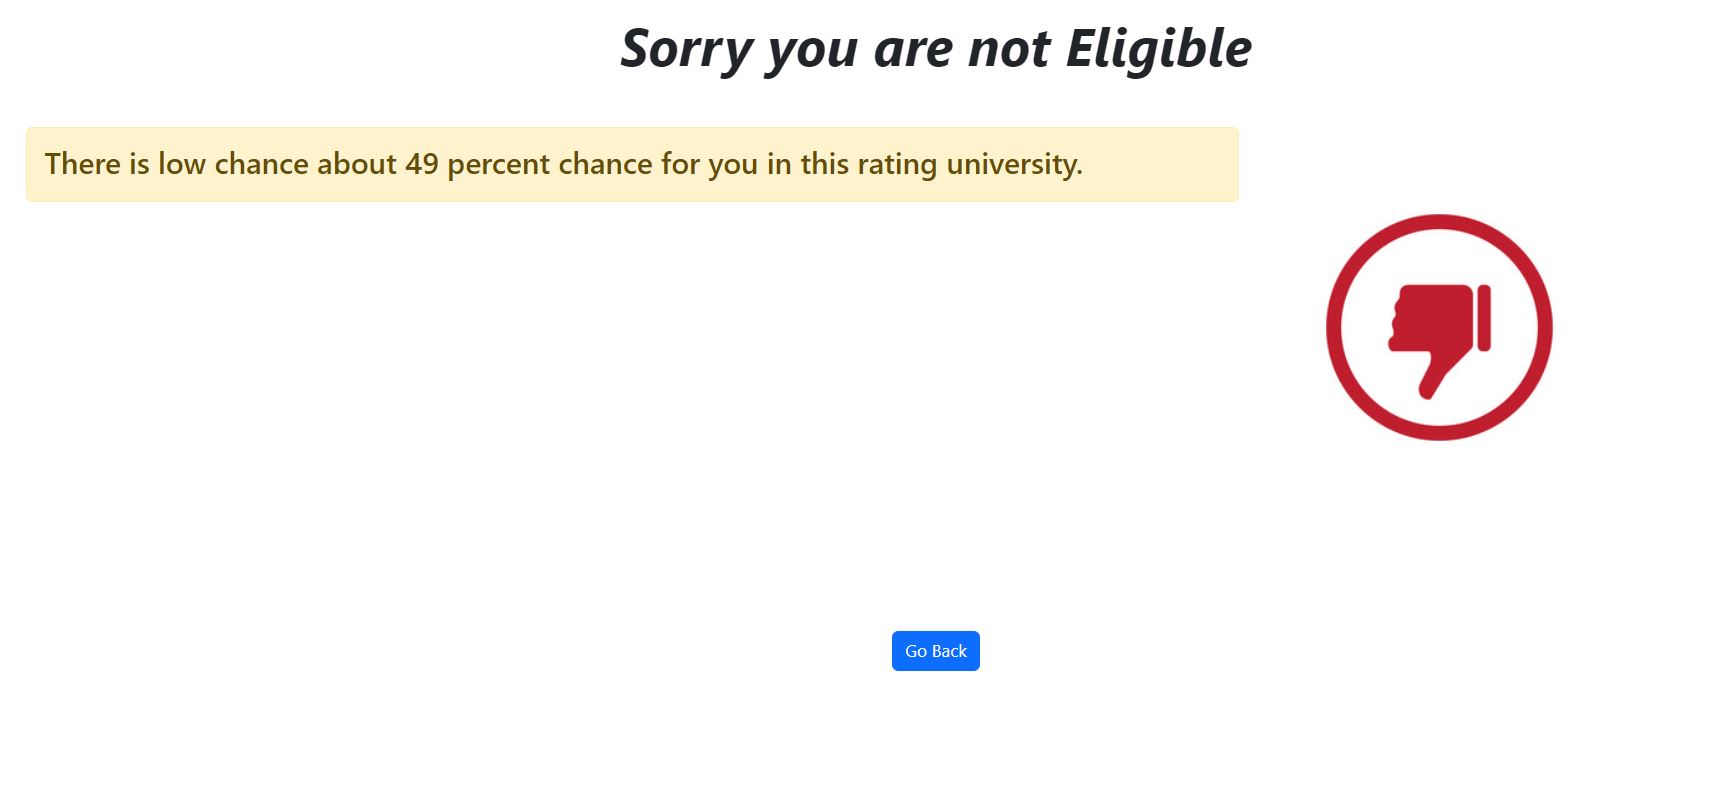 Sorry you are not Eligible
There is low chance about 49 percent chance for you in this rating university.
Go Back